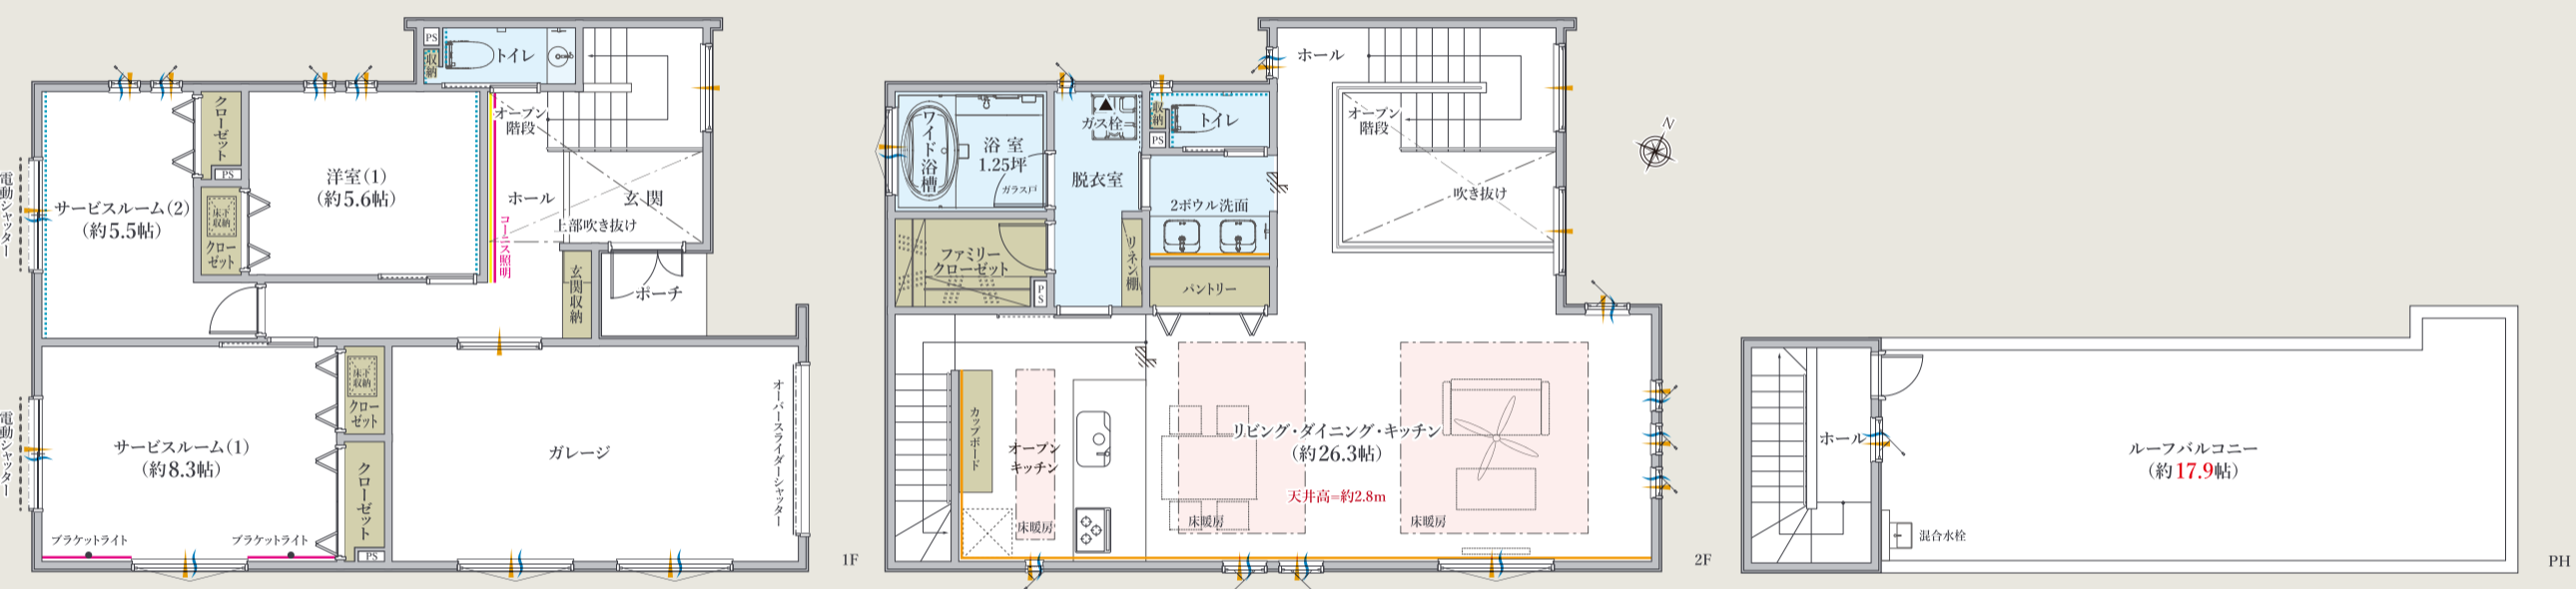 PS
収納
トイレ
クローゼット
PS
洋室(1)
(約5.6帖)
オープン
階段
電動シャッター
サービスルーム(2)
(約5.5帖)
床下
収納
クロー
ゼット
ホール
玄関
上部吹き抜け
コーニス照明
玄関収納
ポーチ
サービスルーム(1)
(約8.3帖)
電動シャッター
床下
収納
クロー
ゼット
クローゼット
PS
ガレージ
オーバースライダーシャッター
ブラケットライト
ブラケットライト
1F
ホール
オープン
階段
吹き抜け
ワイド浴槽
浴室
1.25坪
ガラス戸
ガス栓
脱衣室
収納
PS
トイレ
2ボウル洗面
ファミリー
クローゼット
PS
リネン棚
パントリー
カップボード
オープン
キッチン
床暖房
リビング・ダイニング・キッチン
(約26.3帖)
天井高=約2.8m
床暖房
床暖房
2F
N
ホール
ルーフバルコニー
(約17.9帖)
混合水栓
PH